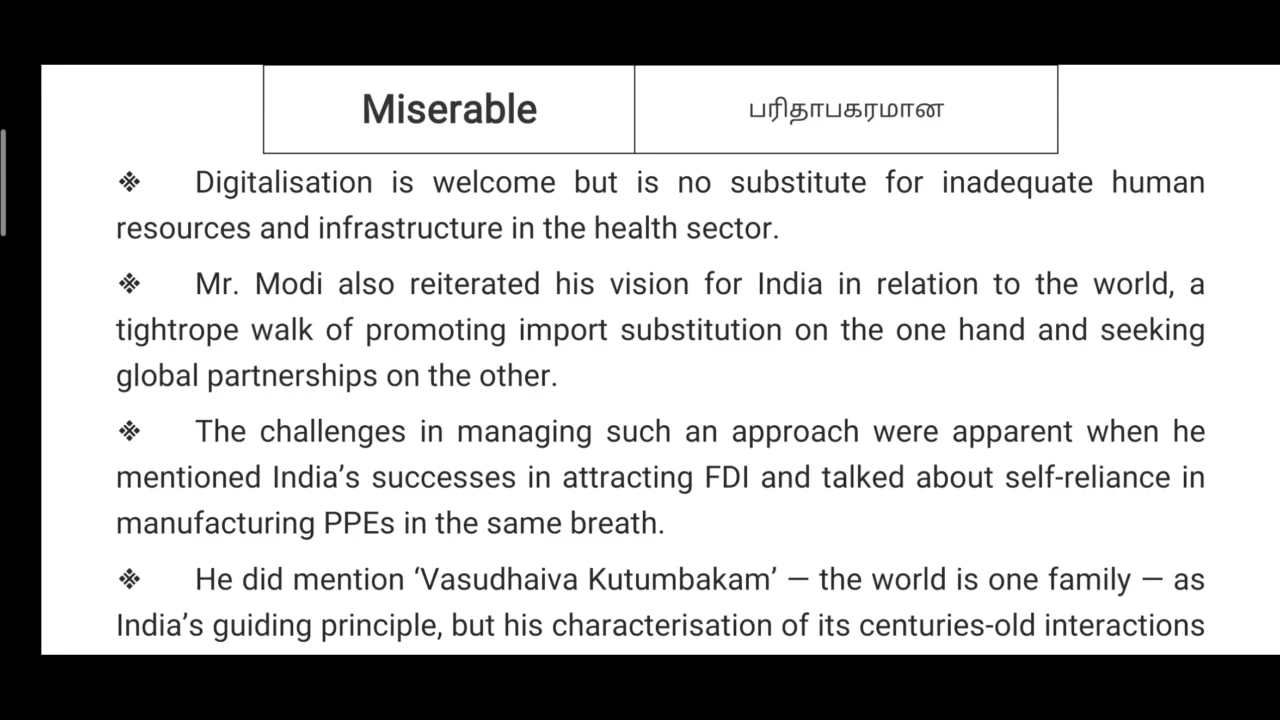 Miserable பரிதாபகரமான
❖ Digitalisation is welcome but is no substitute for inadequate human
resources and infrastructure in the health sector.
❖ Mr. Modi also reiterated his vision for India in relation to the world, a
tightrope walk of promoting import substitution on the one hand and seeking
global partnerships on the other.
❖ The challenges in managing such an approach were apparent when he
mentioned India’s successes in attracting FDI and talked about self-reliance in
manufacturing PPEs in the same breath.
❖ He did mention ‘Vasudhaiva Kutumbakam’ — the world is one family — as
India’s guiding principle, but his characterisation of its centuries-old interactions